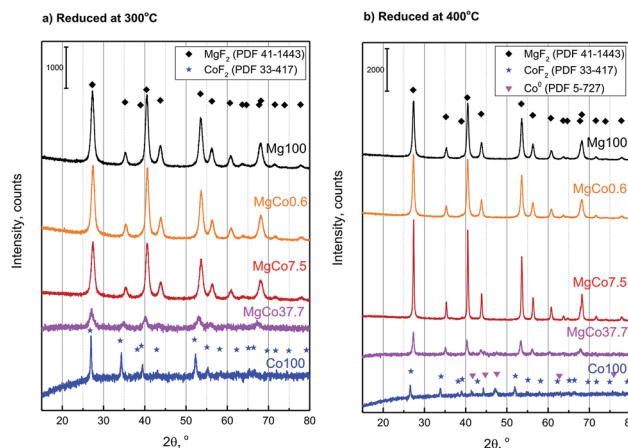 a) Reduced at 300°C
1000
MgF₂ (PDF 41-1443)
CoF₂ (PDF 33-417)
Mg100
MgCo0.6
MgCo7.5
MgCo37.7
Co100
Intensity, counts
20 30 40 50 60 70 80
2θ, °
b) Reduced at 400°C
2000
MgF₂ (PDF 41-1443)
CoF₂ (PDF 33-417)
Co⁰ (PDF 5-727)
Mg100
MgCo0.6
MgCo7.5
MgCo37.7
Co100
Intensity, counts
20 30 40 50 60 70 80
2θ, °